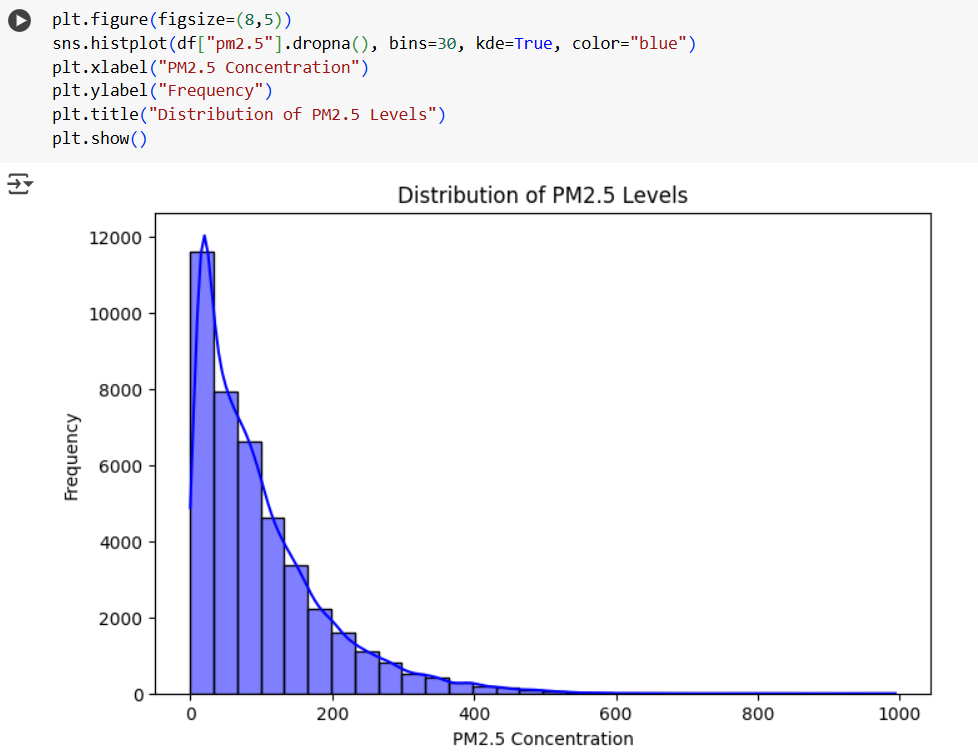 plt.figure(figsize=(8,5))
sns.histplot(df["pm2.5"].dropna(), bins=30, kde=True, color="blue")
plt.xlabel("PM2.5 Concentration")
plt.ylabel("Frequency")
plt.title("Distribution of PM2.5 Levels")
plt.show()
Distribution of PM2.5 Levels
12000
10000
8000
6000
4000
2000
0
Frequency
0 200 400 600 800 1000
PM2.5 Concentration